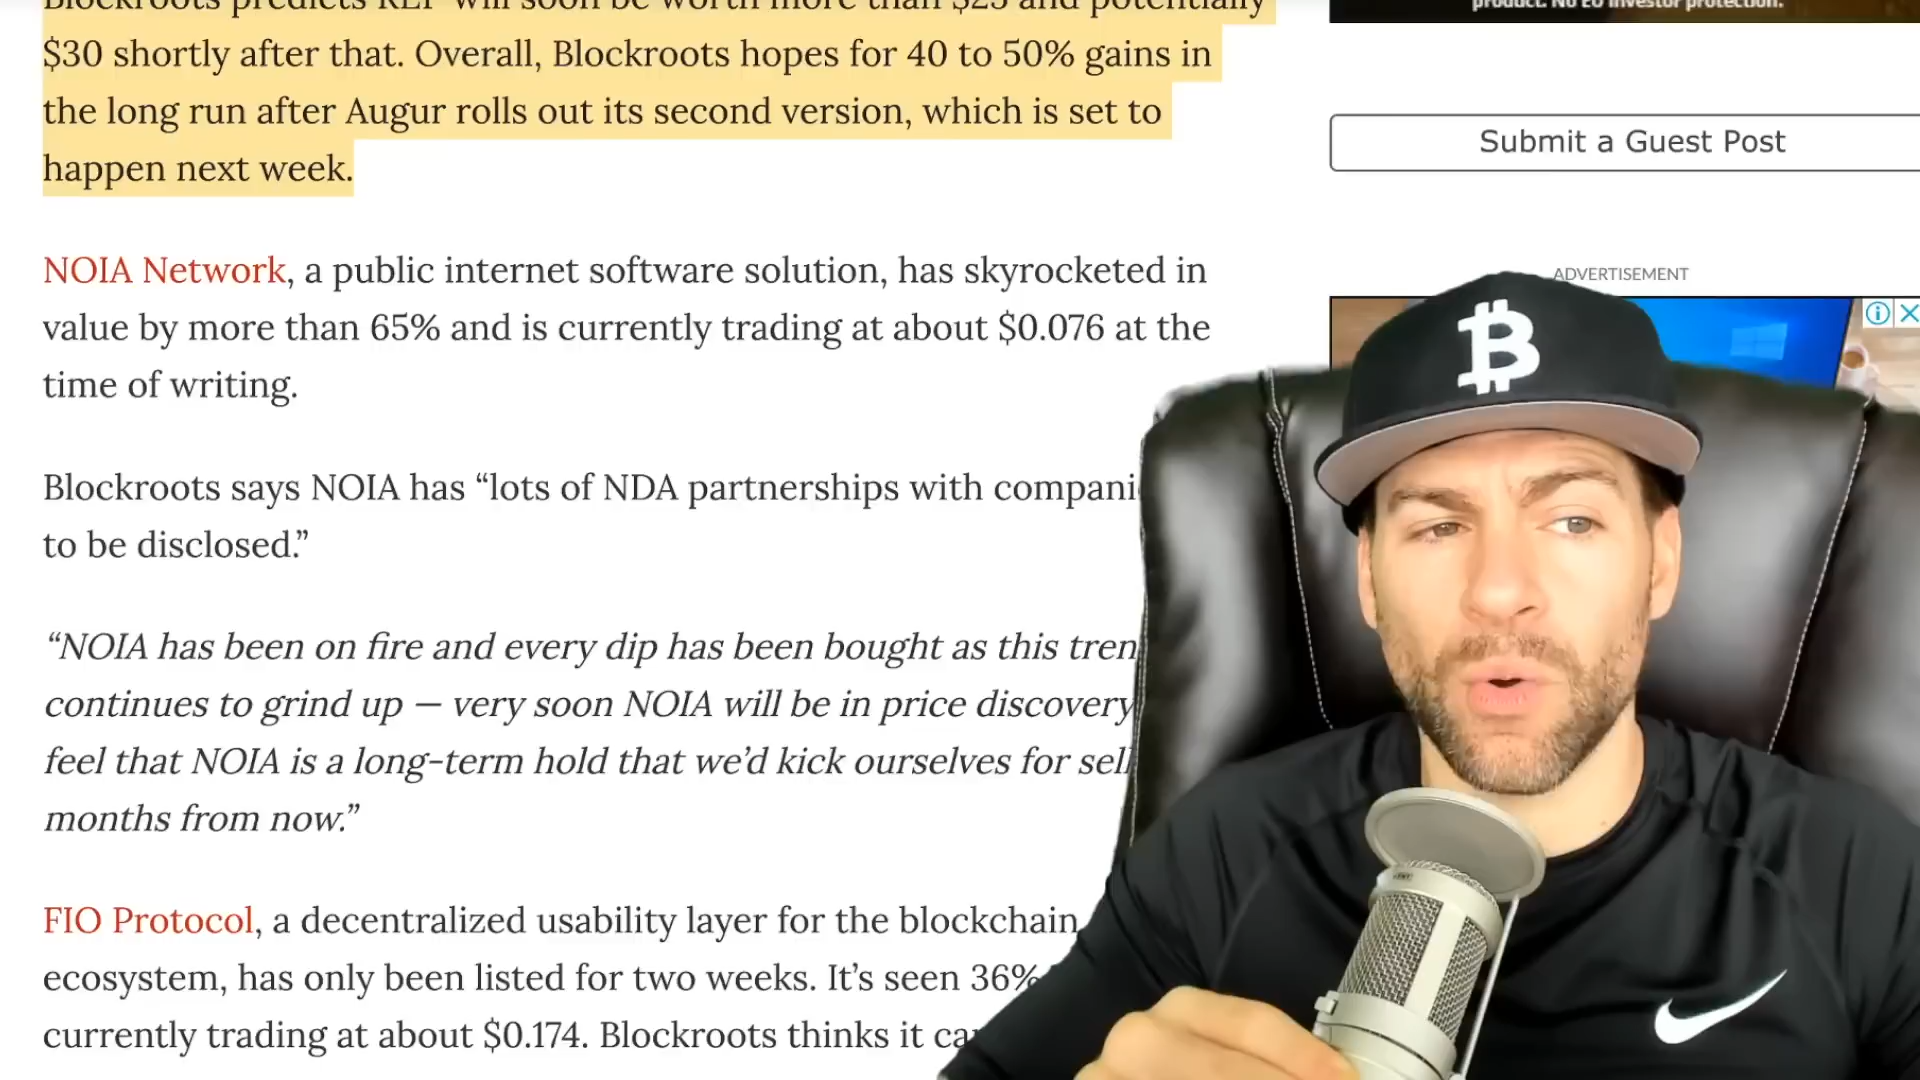 Blockroots predicts REP will soon be worth more than $25 and potentially
$30 shortly after that. Overall, Blockroots hopes for 40 to 50% gains in
the long run after Augur rolls out its second version, which is set to
happen next week.
NOIA Network, a public internet software solution, has skyrocketed in
value by more than 65% and is currently trading at about $0.076 at the
time of writing.
Blockroots says NOIA has “lots of NDA partnerships with compani
to be disclosed.”
“NOIA has been on fire and every dip has been bought as this tren
continues to grind up — very soon NOIA will be in price discovery
feel that NOIA is a long-term hold that we’d kick ourselves for sell
months from now.”
FIO Protocol, a decentralized usability layer for the blockchain
ecosystem, has only been listed for two weeks. It’s seen 36%
currently trading at about $0.174. Blockroots thinks it ca
product. No EU investor protection.
Submit a Guest Post
ADVERTISEMENT